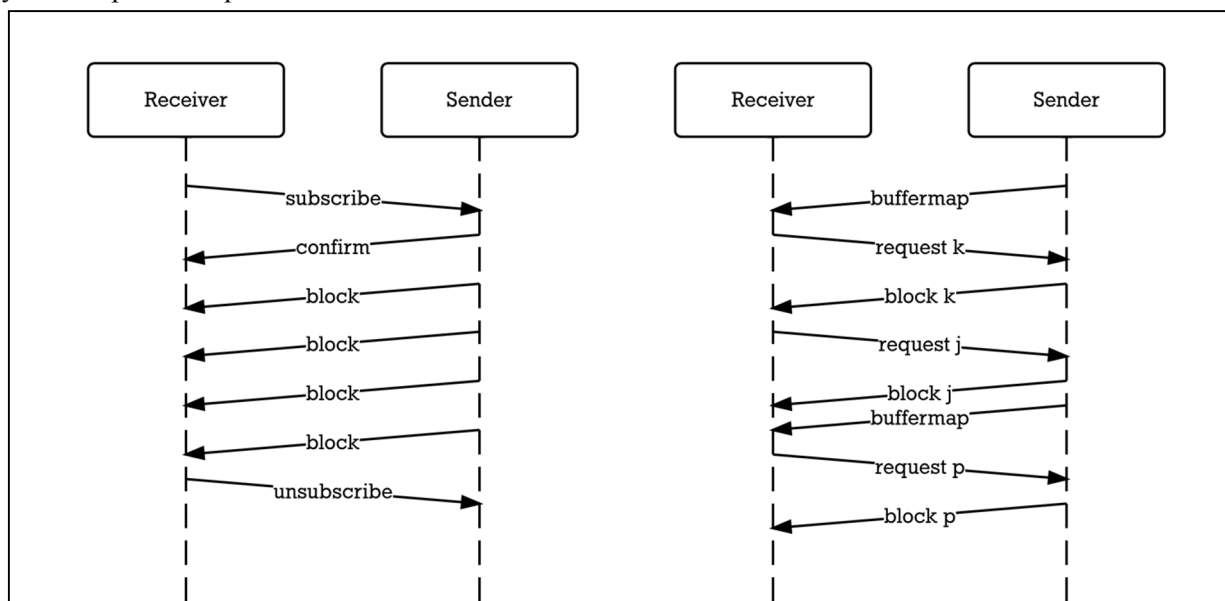 Receiver
Sender
subscribe
confirm
block
block
block
block
unsubscribe
Receiver
Sender
buffermap
request k
block k
request j
block j
buffermap
request p
block p